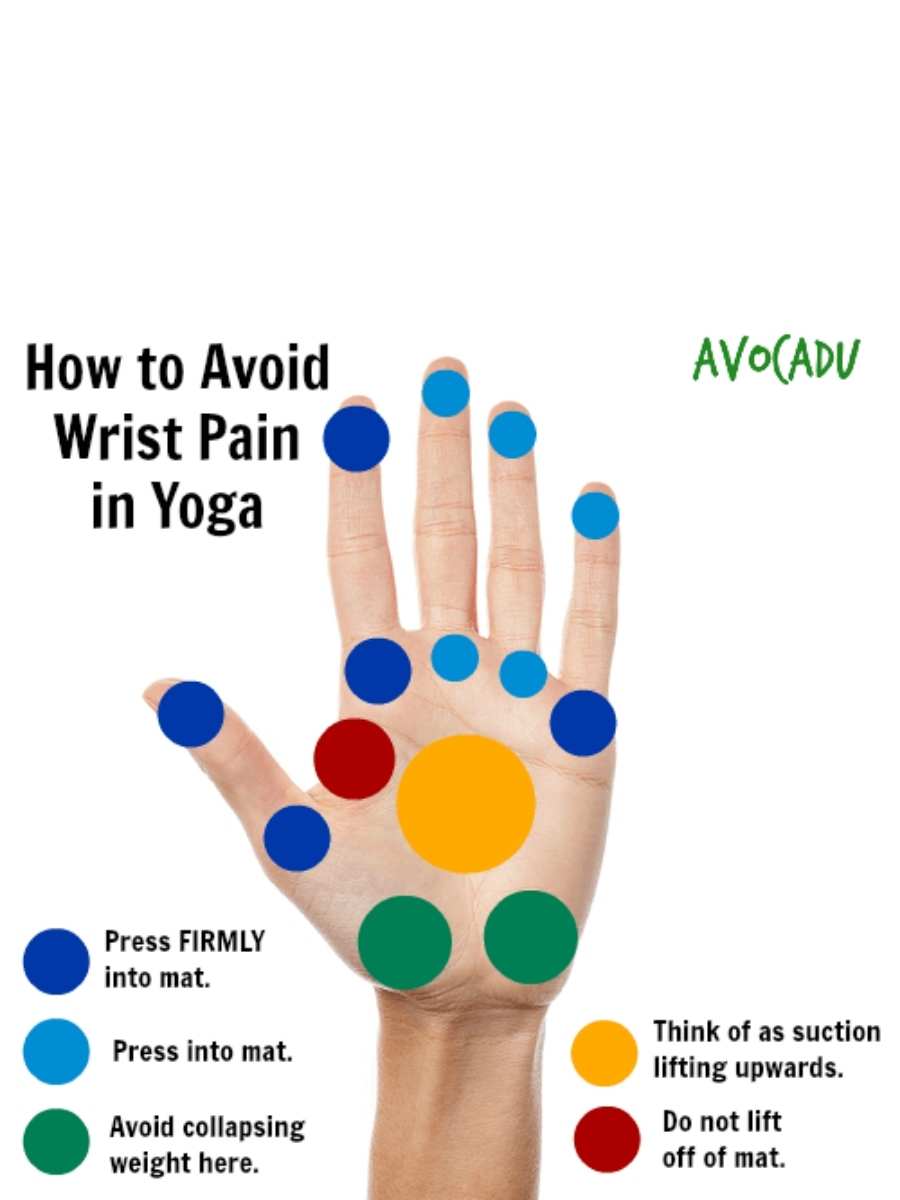 How to Avoid
Wrist Pain
in Yoga
AVOCADU
Press FIRMLY
into mat.
Press into mat.
Avoid collapsing
weight here.
Think of as suction
lifting upwards.
Do not lift
off of mat.